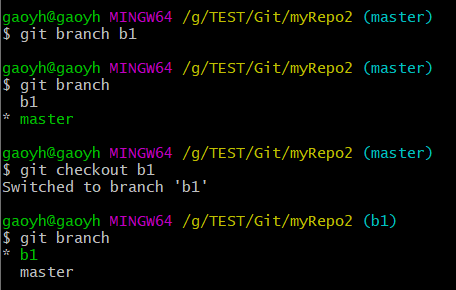 gaoyh@gaoyh MINGW64 /g/TEST/Git/myRepo2 (master)
$ git branch b1
gaoyh@gaoyh MINGW64 /g/TEST/Git/myRepo2 (master)
$ git branch
  b1
* master
gaoyh@gaoyh MINGW64 /g/TEST/Git/myRepo2 (master)
$ git checkout b1
Switched to branch 'b1'
gaoyh@gaoyh MINGW64 /g/TEST/Git/myRepo2 (b1)
$ git branch
* b1
  master